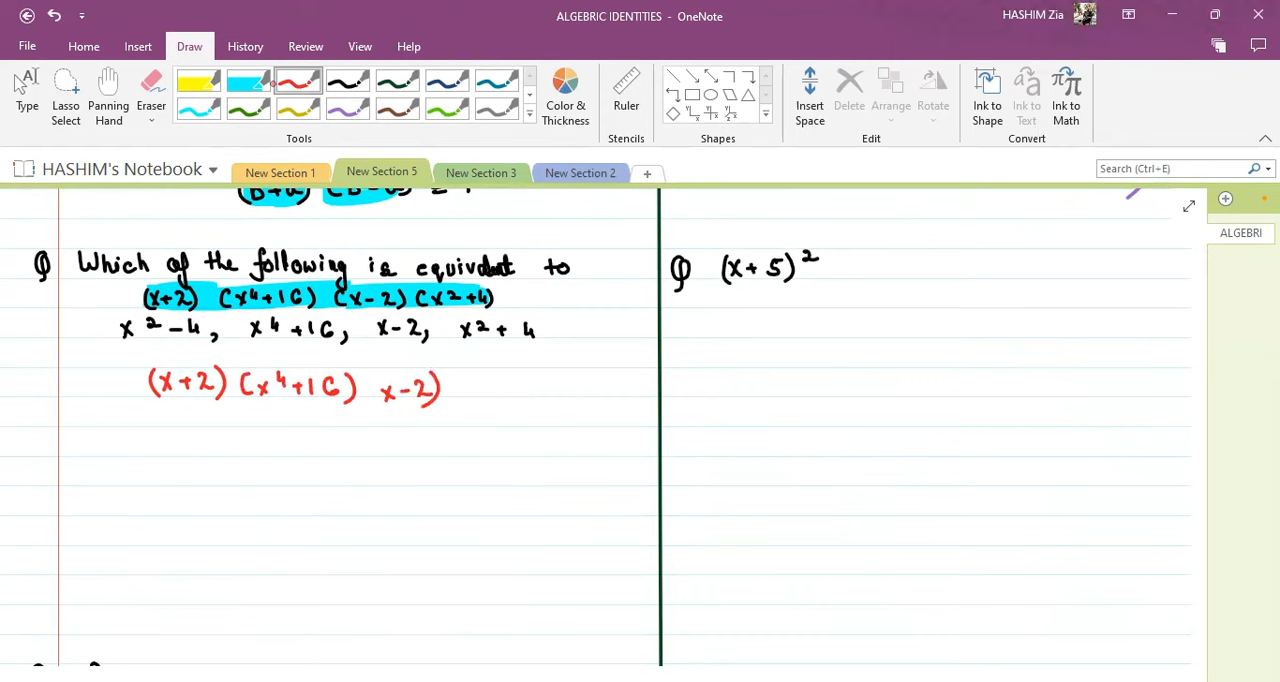 ALGEBRIC IDENTITIES - OneNote
HASHIM Zia
File Home Insert Draw History Review View Help
Type
Lasso Select
Panning Hand
Eraser
Color & Thickness
Ruler
Insert Space
Delete
Arrange
Rotate
Ink to Shape
Ink to Text
Ink to Math
Tools
Stencils
Shapes
Edit
Convert
HASHIM's Notebook
New Section 1
New Section 5
New Section 3
New Section 2
Search (Ctrl+E)
ALGEBRI
Q Which of the following is equivalent to
(x+2) (x⁴+16) (x-2) (x²+4)
x²-4, x⁴+16, x-2, x²+4
(x+2) (x⁴+16) x-2)
Q (x+5)²